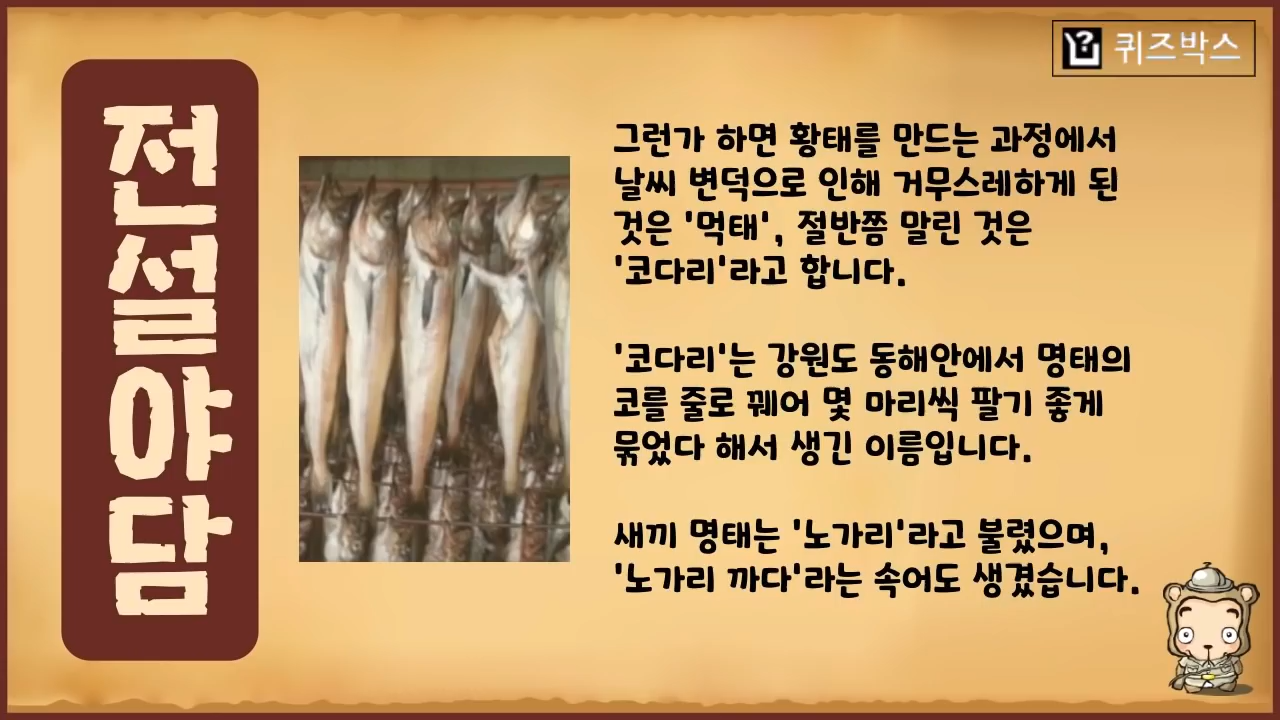 퀴즈박스
전설야담
그런가 하면 황태를 만드는 과정에서
날씨 변덕으로 인해 거무스레하게 된
것은 '먹태', 절반쯤 말린 것은
'코다리'라고 합니다.
'코다리'는 강원도 동해안에서 명태의
코를 줄로 꿰어 몇 마리씩 팔기 좋게
묶었다 해서 생긴 이름입니다.
새끼 명태는 '노가리'라고 불렸으며,
'노가리 까다'라는 속어도 생겼습니다.